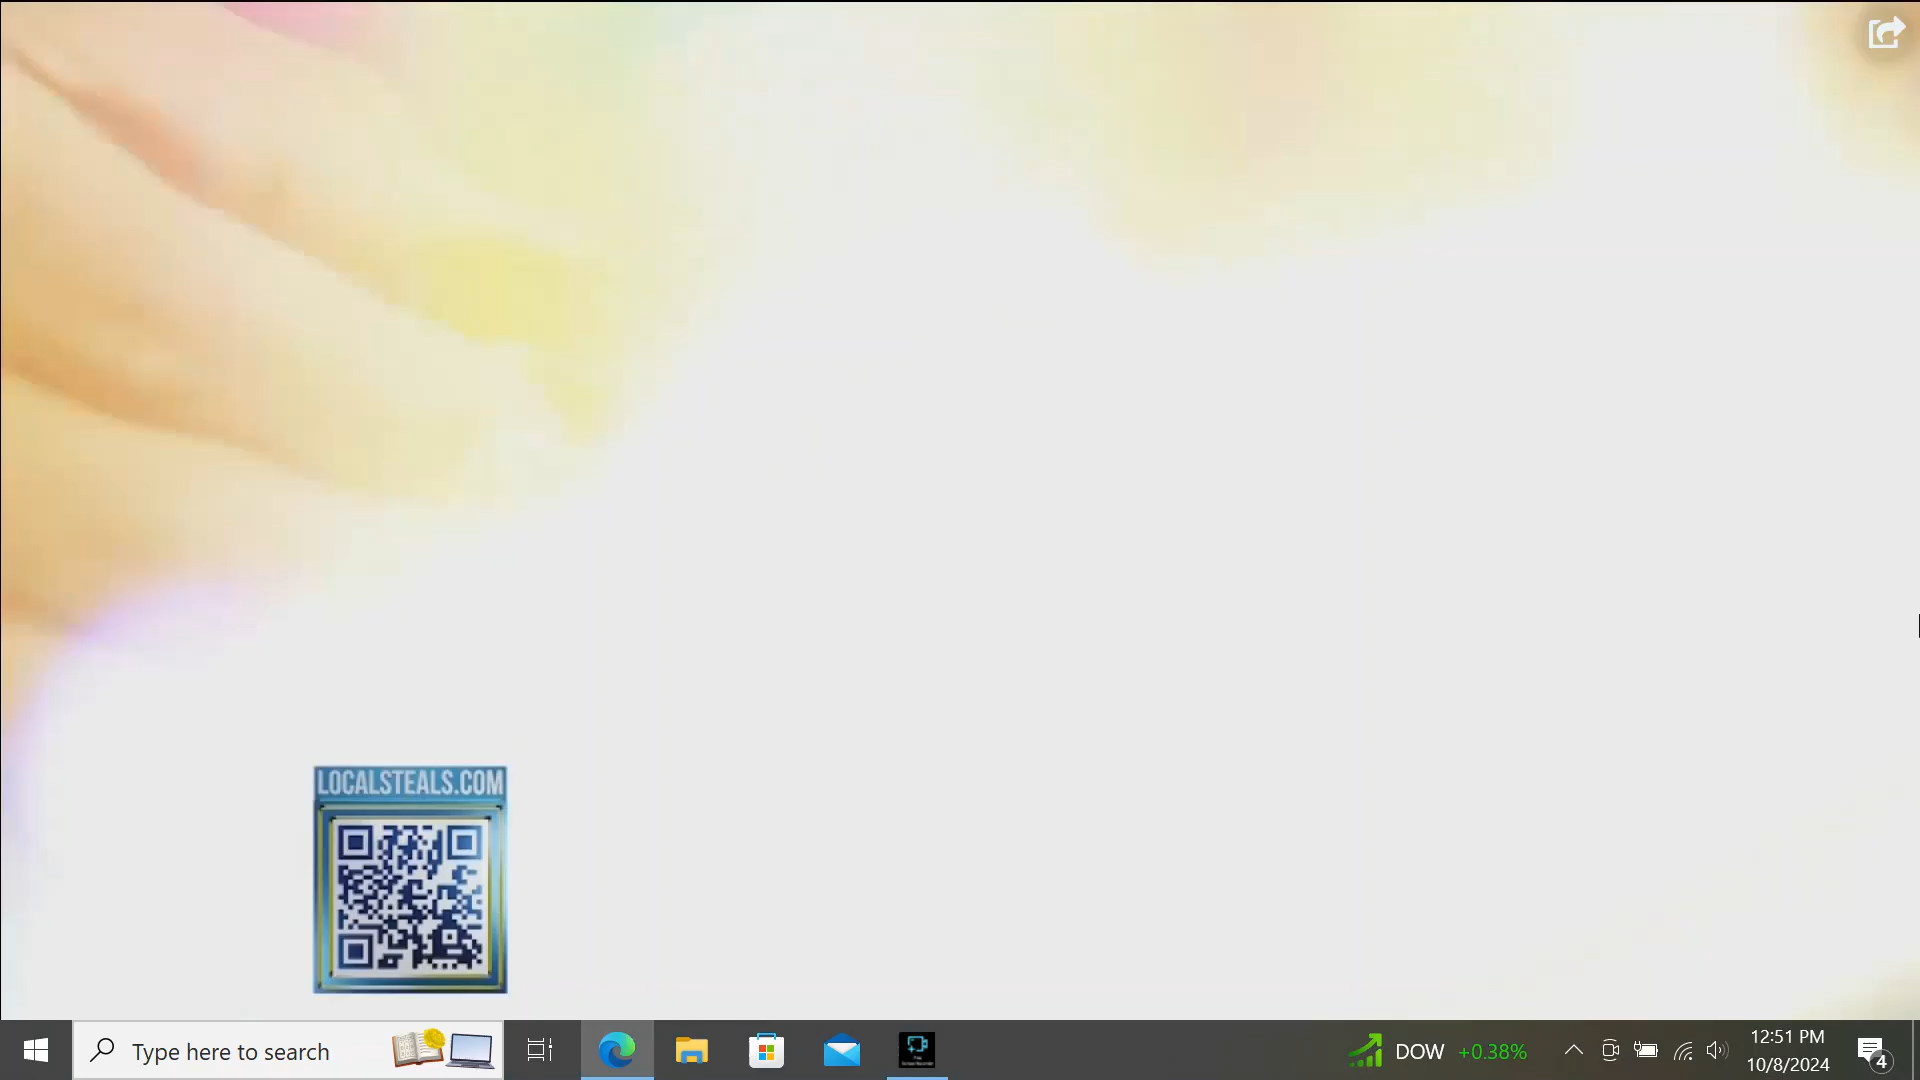 LOCALSTEALS.COM
Type here to search
DOW +0.38%
12:51 PM
10/8/2024
4